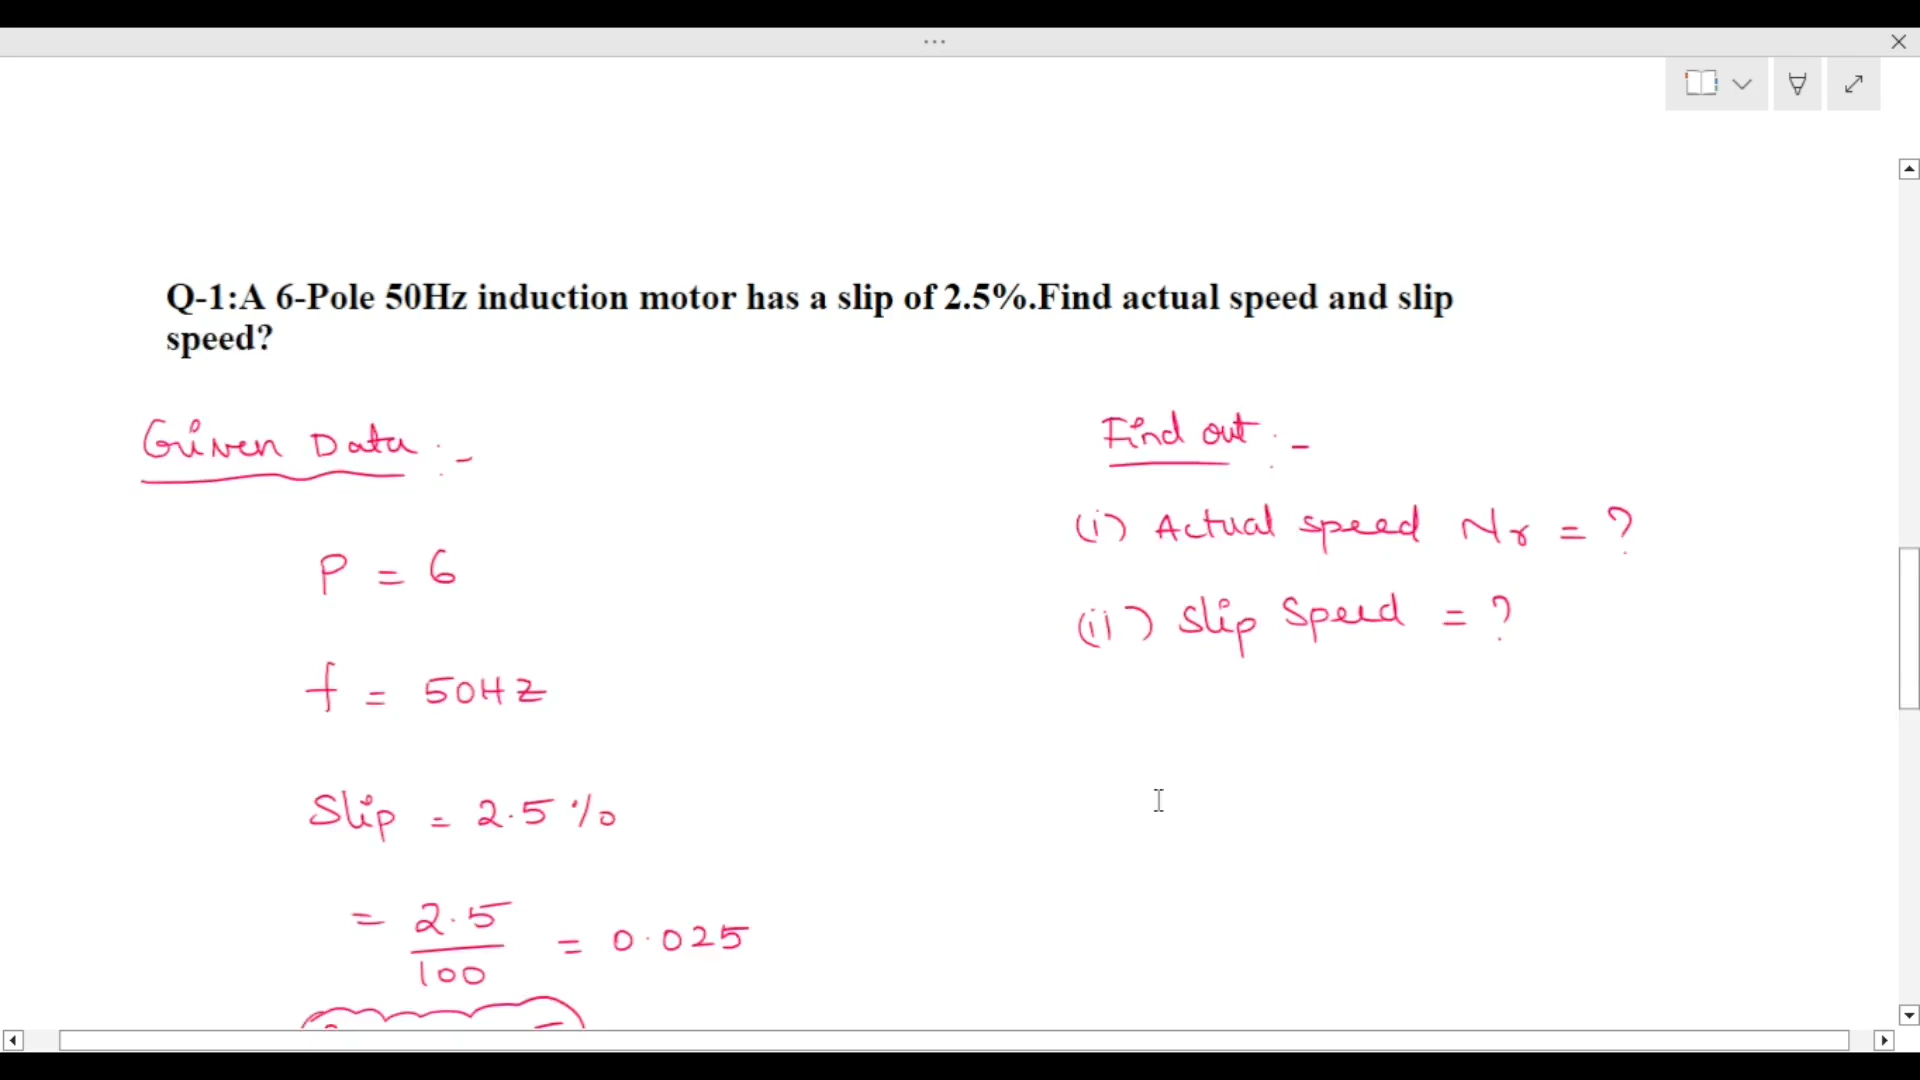 Q-1:A 6-Pole 50Hz induction motor has a slip of 2.5%.Find actual speed and slip
speed?
Given Data :-
P = 6
f = 50HZ
Slip = 2.5 %
= 2.5/100 = 0.025
Find out :-
(i) Actual speed Nr = ?
(ii) Slip Speed = ?